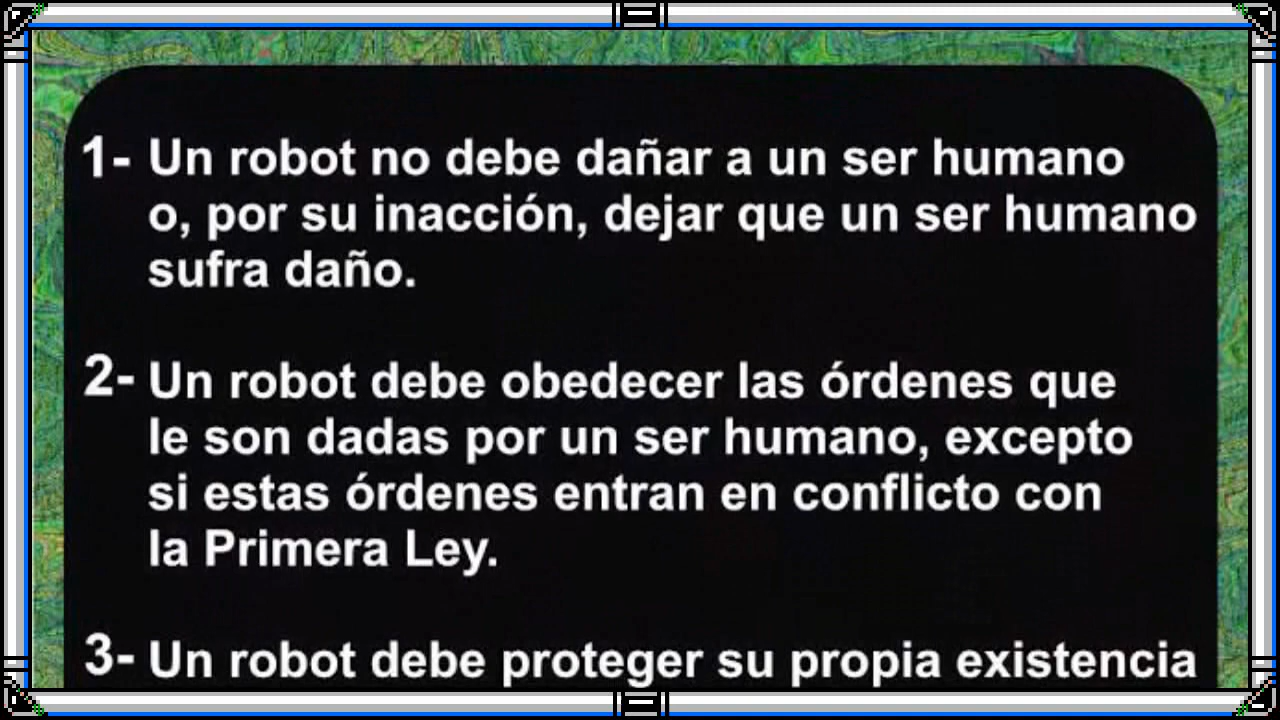 1- Un robot no debe dañar a un ser humano
o, por su inacción, dejar que un ser humano
sufra daño.
2- Un robot debe obedecer las órdenes que
le son dadas por un ser humano, excepto
si estas órdenes entran en conflicto con
la Primera Ley.
3- Un robot debe proteger su propia existencia